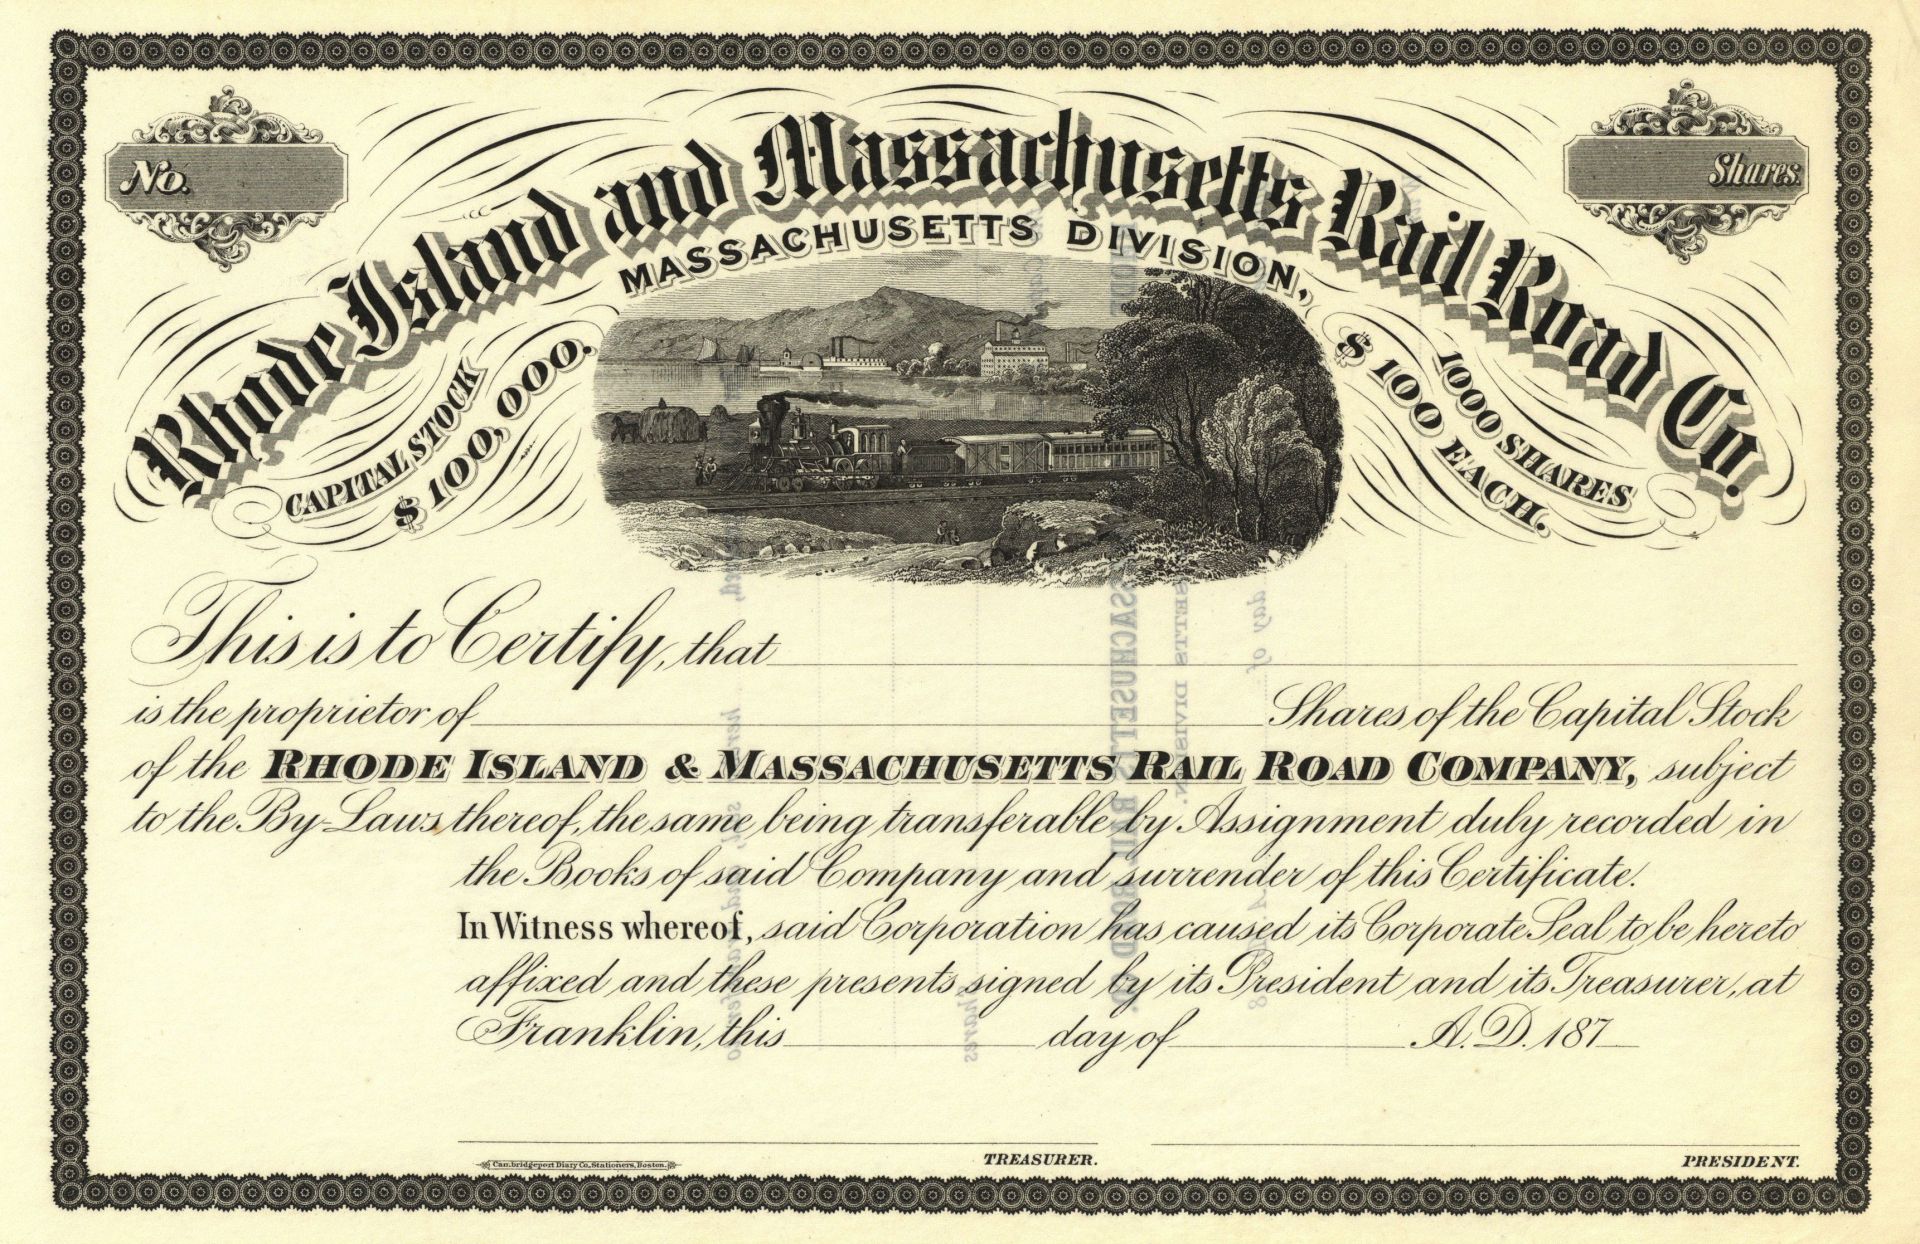 No.
Shares.
Rhode Island and Massachusetts Rail Road Co.
MASSACHUSETTS DIVISION,
CAPITAL STOCK
$100,000.
1000 SHARES
$100 EACH.
This is to Certify, that
is the proprietor of Shares of the Capital Stock
of the RHODE ISLAND & MASSACHUSETTS RAIL ROAD COMPANY, subject
to the By-Laws thereof, the same being transferable by Assignment duly recorded in
the Books of said Company and surrender of this Certificate.
In Witness whereof, said Corporation has caused its Corporate Seal to be hereto
affixed and these presents signed by its President and its Treasurer, at
Franklin, this day of A.D. 187
TREASURER.
PRESIDENT.
Cambridgeport Diary Co., Stationers, Boston.